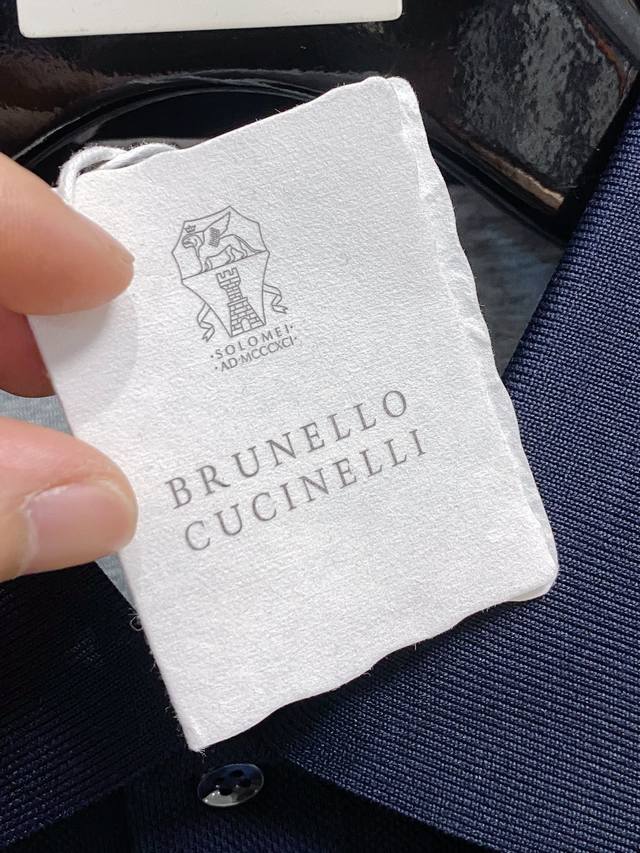 ·SOLOMEI·
·AD·MCCCXCI·
BRUNELLO
CUCINELLI